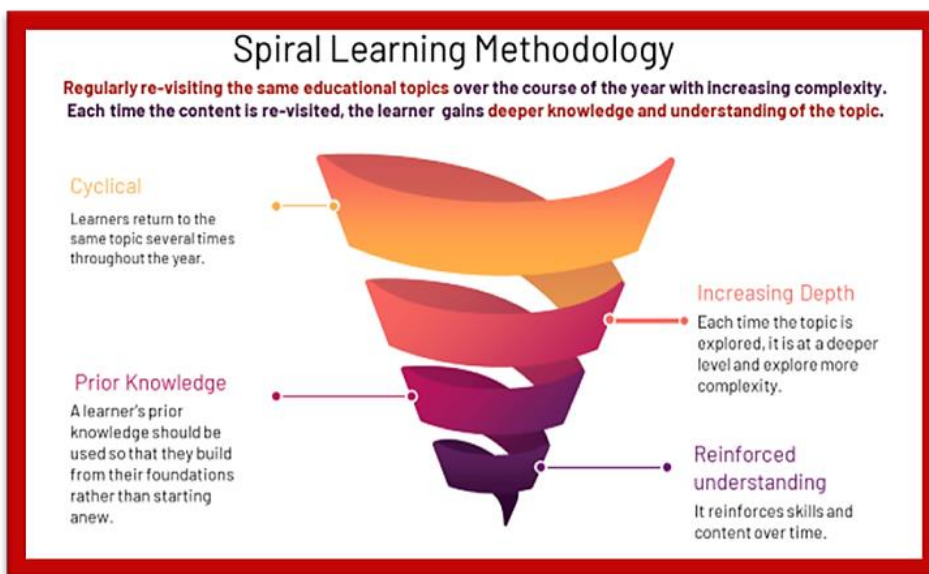 Spiral Learning Methodology
Regularly re-visiting the same educational topics over the course of the year with increasing complexity.
Each time the content is re-visited, the learner gains deeper knowledge and understanding of the topic.
Cyclical
Learners return to the
same topic several times
throughout the year.
Increasing Depth
Each time the topic is
explored, it is at a deeper
level and explore more
complexity.
Prior Knowledge
A learner's prior
knowledge should be
used so that they build
from their foundations
rather than starting
anew.
Reinforced
understanding
It reinforces skills and
content over time.